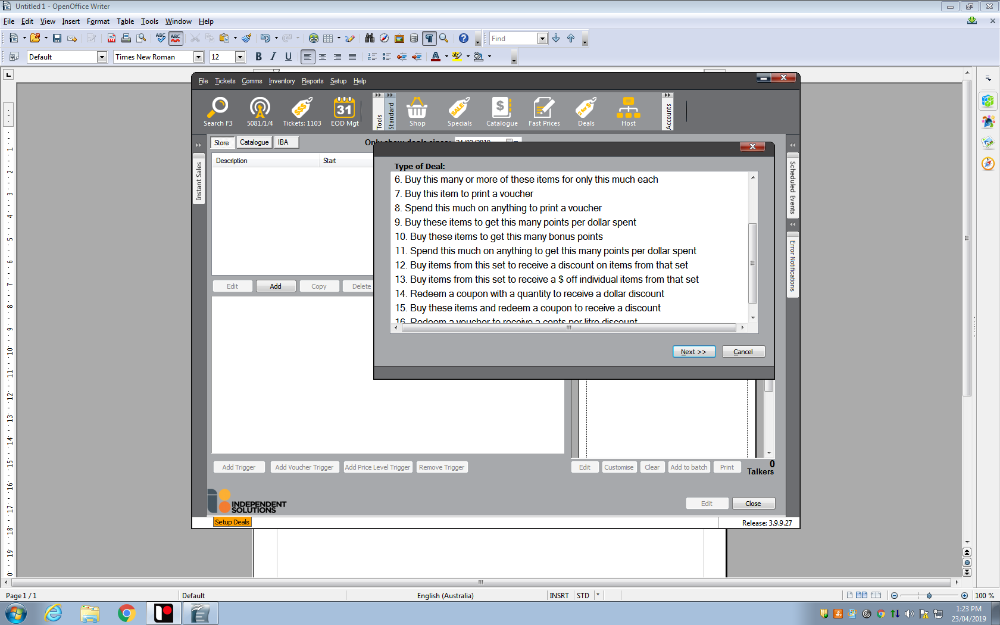 Untitled 1 - OpenOffice Writer
File Edit View Insert Format Table Tools Window Help
Find
Default
Times New Roman
12
File Tickets Comms Inventory Reports Setup Help
Search F3
5081/1/4
Tickets: 1103
31
EOD Mgt
Tools
Standard
Shop
SALE
Specials
$
Catalogue
Fast Prices
2 for $
Deals
Host
Accounts
Store
Catalogue
IBA
Instant Sales
Description
Start
Scheduled Events
Error Notifications
Type of Deal:
6. Buy this many or more of these items for only this much each
7. Buy this item to print a voucher
8. Spend this much on anything to print a voucher
9. Buy these items to get this many points per dollar spent
10. Buy these items to get this many bonus points
11. Spend this much on anything to get this many points per dollar spent
12. Buy items from this set to receive a discount on items from that set
13. Buy items from this set to receive a $ off individual items from that set
14. Redeem a coupon with a quantity to receive a dollar discount
15. Buy these items and redeem a coupon to receive a discount
16. Redeem a voucher to receive a cents per litre discount
Next >>
Cancel
Edit
Add
Copy
Delete
Add Trigger
Add Voucher Trigger
Add Price Level Trigger
Remove Trigger
Edit
Customise
Clear
Add to batch
Print
0
Talkers
INDEPENDENT
SOLUTIONS
Edit
Close
Setup Deals
Release: 3.9.9.27
Page 1 / 1
Default
English (Australia)
INSRT
STD
*
100 %
1:23 PM
23/04/2019